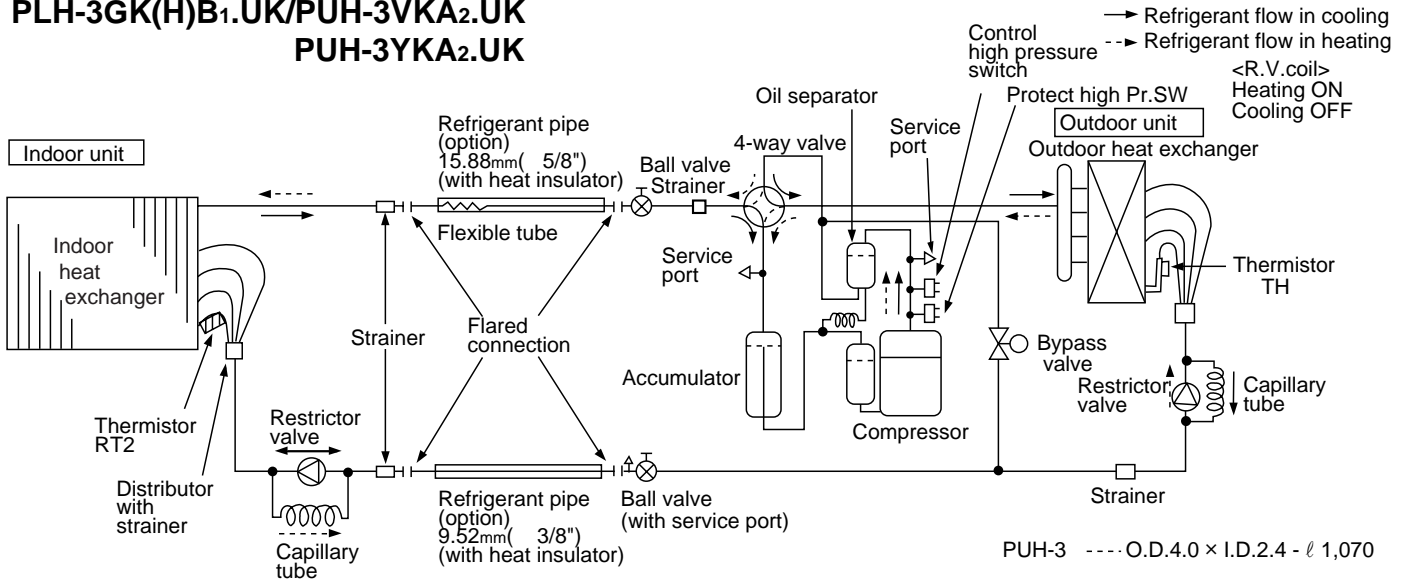 PLH-3GK(H)B1.UK/PUH-3VKA2.UK
PUH-3YKA2.UK
Refrigerant flow in cooling
Refrigerant flow in heating
<R.V.coil>
Heating ON
Cooling OFF
Control
high pressure
switch
Protect high Pr.SW
Oil separator
Service
port
4-way valve
Outdoor unit
Outdoor heat exchanger
Indoor unit
Refrigerant pipe
(option)
15.88mm( 5/8")
(with heat insulator)
Ball valve
Strainer
Flexible tube
Indoor
heat
exchanger
Service
port
Thermistor
TH
Strainer
Flared
connection
Accumulator
Compressor
Bypass
valve
Restrictor
valve
Capillary
tube
Thermistor
RT2
Restrictor
valve
Distributor
with
strainer
Capillary
tube
Refrigerant pipe
(option)
9.52mm( 3/8")
(with heat insulator)
Ball valve
(with service port)
Strainer
PUH-3 ---- O.D.4.0 × I.D.2.4 - ℓ 1,070